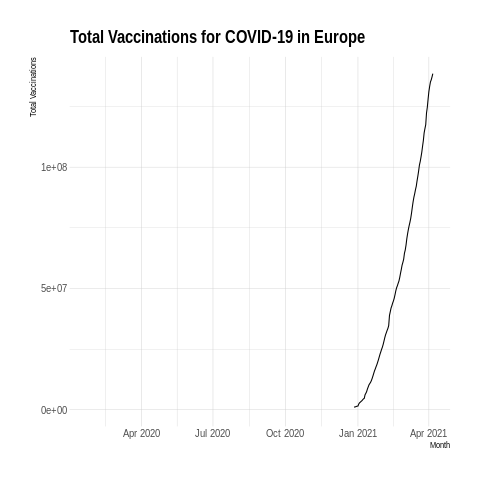 Total Vaccinations for COVID-19 in Europe
Total Vaccinations
1e+08
5e+07
0e+00
Apr 2020 Jul 2020 Oct 2020 Jan 2021 Apr 2021
Month